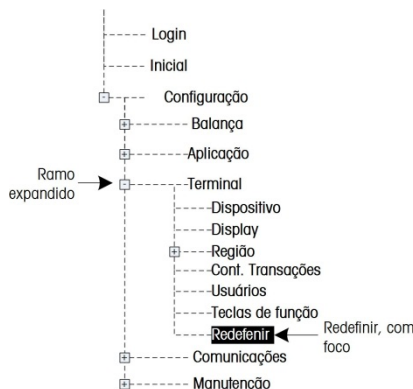 Login
Inicial
Configuração
Balança
Aplicação
Ramo
expandido
Terminal
Dispositivo
Display
Região
Cont. Transações
Usuários
Teclas de função
Redefenir
Redefinir, com
foco
Comunicações
Manutenção